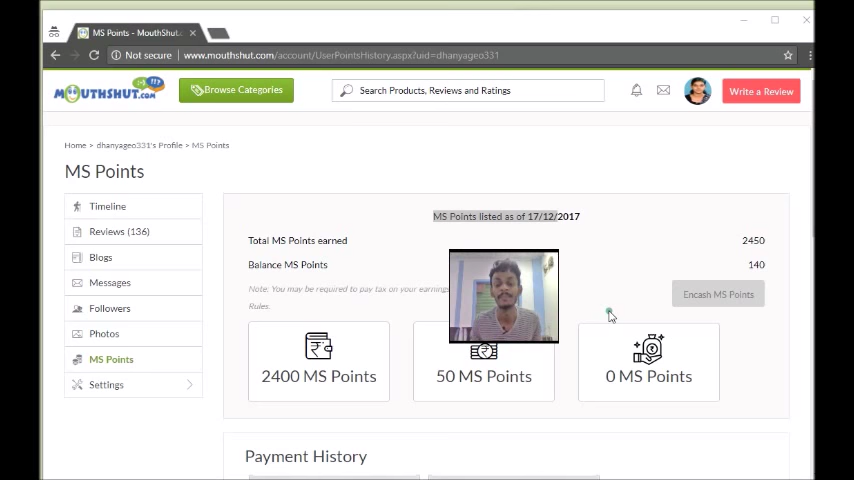 MS Points - MouthShut.
Not secure | www.mouthshut.com/account/UserPointsHistory.aspx?uid=dhanyageo331
MOUTHSHUT.COM
Browse Categories
Search Products, Reviews and Ratings
Write a Review
Home > dhanyageo331's Profile > MS Points
MS Points
Timeline
Reviews (136)
Blogs
Messages
Followers
Photos
MS Points
Settings
MS Points listed as of 17/12/2017
Total MS Points earned 2450
Balance MS Points 140
Note: You may be required to pay tax on your earnings
Rules.
Encash MS Points
2400 MS Points
50 MS Points
0 MS Points
Payment History